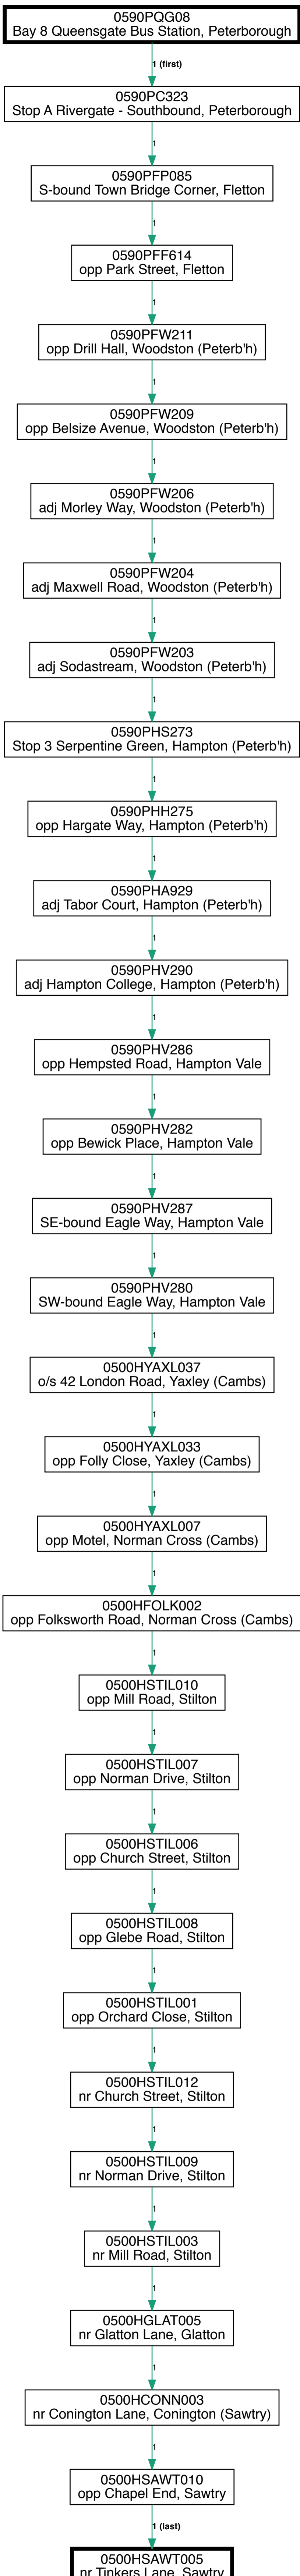 0590PQG08
Bay 8 Queensgate Bus Station, Peterborough
1 (first)
0590PC323
Stop A Rivergate - Southbound, Peterborough
1
0590PFP085
S-bound Town Bridge Corner, Fletton
1
0590PFF614
opp Park Street, Fletton
1
0590PFW211
opp Drill Hall, Woodston (Peterb'h)
1
0590PFW209
opp Belsize Avenue, Woodston (Peterb'h)
1
0590PFW206
adj Morley Way, Woodston (Peterb'h)
1
0590PFW204
adj Maxwell Road, Woodston (Peterb'h)
1
0590PFW203
adj Sodastream, Woodston (Peterb'h)
1
0590PHS273
Stop 3 Serpentine Green, Hampton (Peterb'h)
1
0590PHH275
opp Hargate Way, Hampton (Peterb'h)
1
0590PHA929
adj Tabor Court, Hampton (Peterb'h)
1
0590PHV290
adj Hampton College, Hampton (Peterb'h)
1
0590PHV286
opp Hempsted Road, Hampton Vale
1
0590PHV282
opp Bewick Place, Hampton Vale
1
0590PHV287
SE-bound Eagle Way, Hampton Vale
1
0590PHV280
SW-bound Eagle Way, Hampton Vale
1
0500HYAXL037
o/s 42 London Road, Yaxley (Cambs)
1
0500HYAXL033
opp Folly Close, Yaxley (Cambs)
1
0500HYAXL007
opp Motel, Norman Cross (Cambs)
1
0500HFOLK002
opp Folksworth Road, Norman Cross (Cambs)
1
0500HSTIL010
opp Mill Road, Stilton
1
0500HSTIL007
opp Norman Drive, Stilton
1
0500HSTIL006
opp Church Street, Stilton
1
0500HSTIL008
opp Glebe Road, Stilton
1
0500HSTIL001
opp Orchard Close, Stilton
1
0500HSTIL012
nr Church Street, Stilton
1
0500HSTIL009
nr Norman Drive, Stilton
1
0500HSTIL003
nr Mill Road, Stilton
1
0500HGLAT005
nr Glatton Lane, Glatton
1
0500HCONN003
nr Conington Lane, Conington (Sawtry)
1
0500HSAWT010
opp Chapel End, Sawtry
1 (last)
0500HSAWT005
nr Tinkers Lane, Sawtry